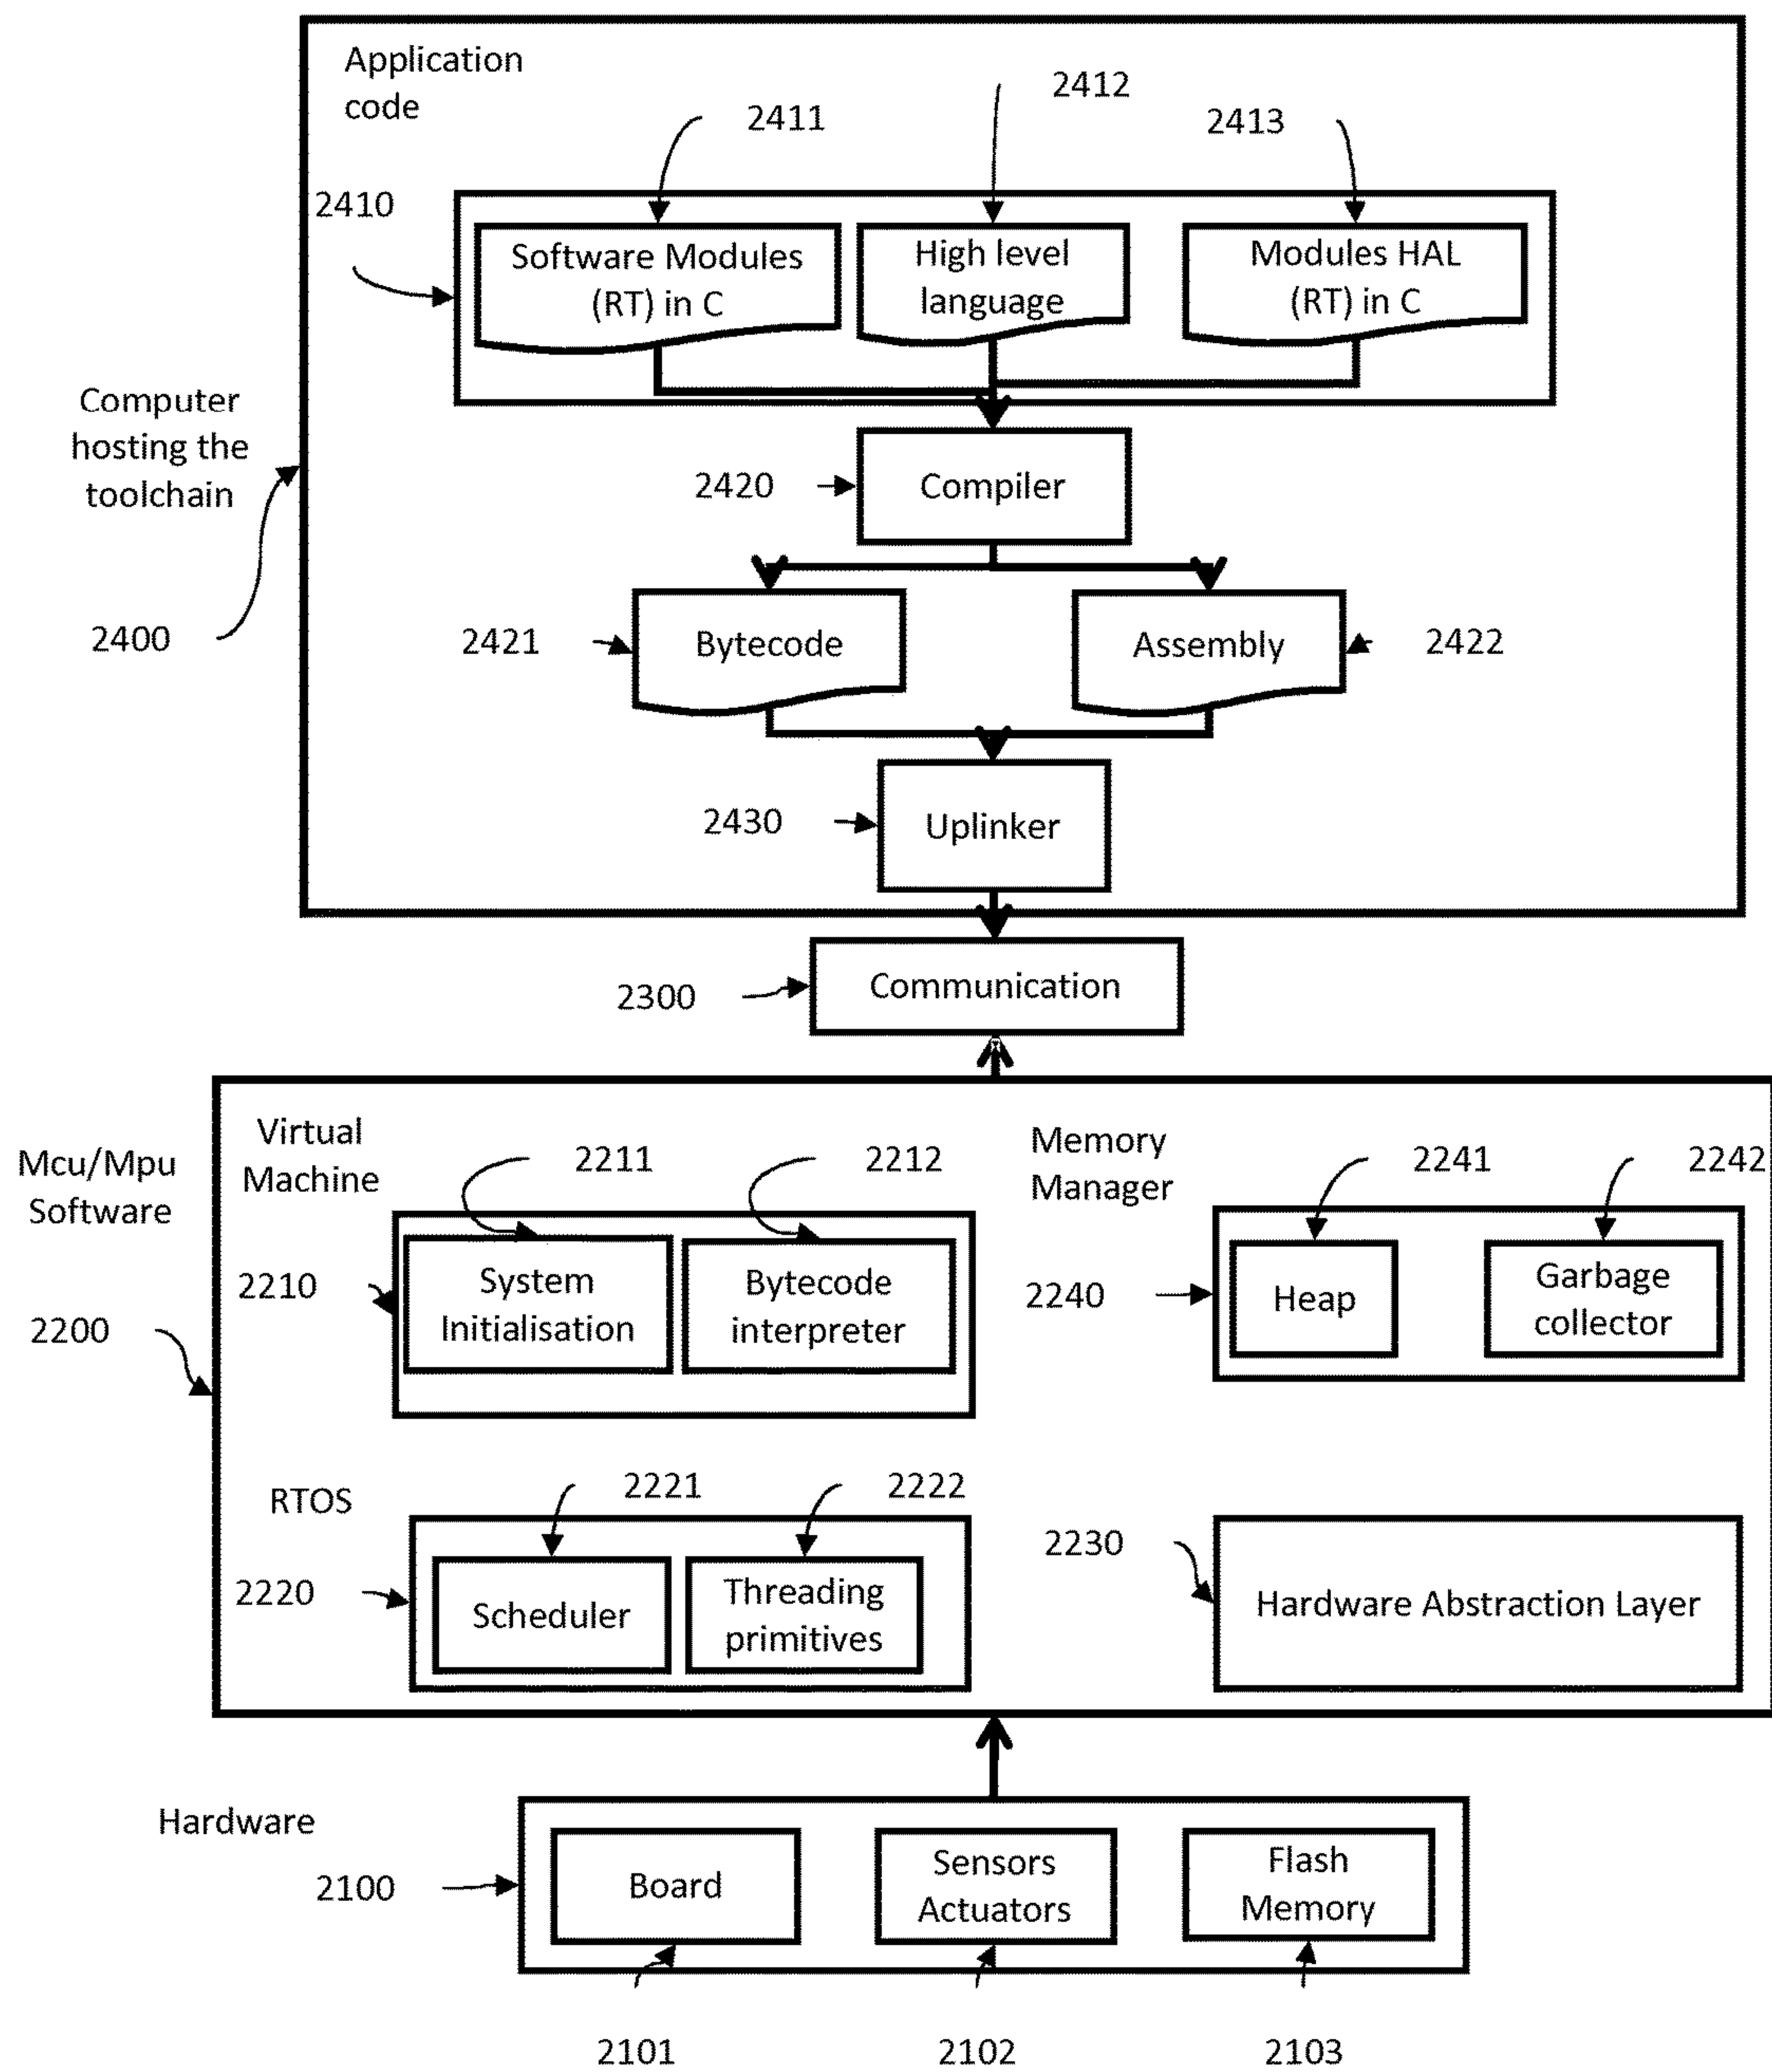 Application
code
2411
2412
2413
2410
Software Modules
(RT) in C
High level
language
Modules HAL
(RT) in C
Computer
hosting the
toolchain
2400
2420
Compiler
2421
Bytecode
Assembly
2422
2430
Uplinker
2300
Communication
Mcu/Mpu
Software
2200
Virtual
Machine
2211
2212
2210
System
Initialisation
Bytecode
interpreter
Memory
Manager
2241
2242
2240
Heap
Garbage
collector
RTOS
2221
2222
2220
Scheduler
Threading
primitives
2230
Hardware Abstraction Layer
Hardware
2100
Board
Sensors
Actuators
Flash
Memory
2101
2102
2103